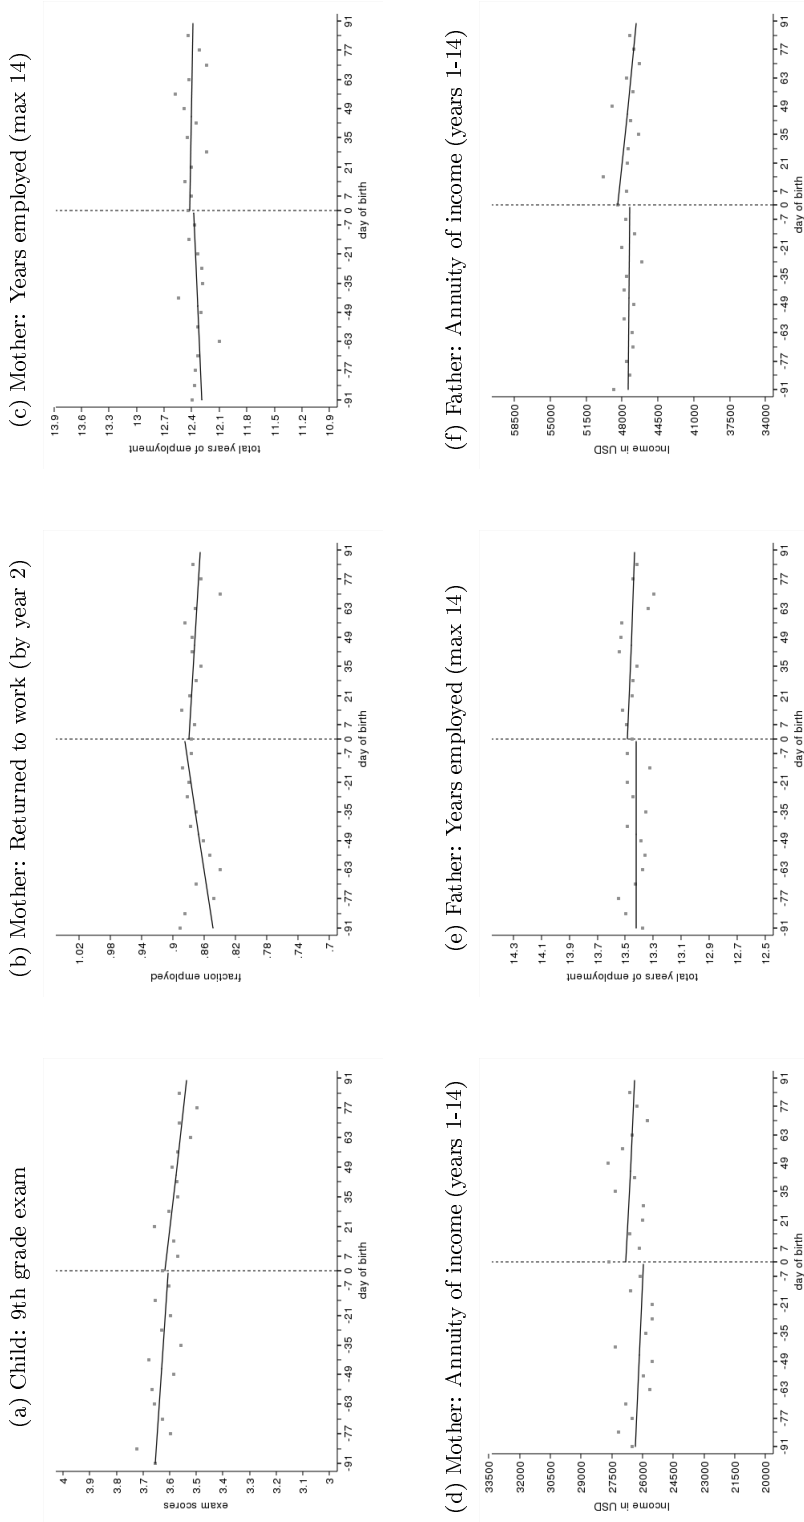 (a) Child: 9th grade exam
exam scores
4
3.9
3.8
3.7
3.6
3.5
3.4
3.3
3.2
3.1
3
-91 -77 -63 -49 -35 -21 -7 0 7 21 35 49 63 77 91
day of birth
(b) Mother: Returned to work (by year 2)
fraction employed
1.02
.98
.94
.9
.86
.82
.78
.74
.7
-91 -77 -63 -49 -35 -21 -7 0 7 21 35 49 63 77 91
day of birth
(c) Mother: Years employed (max 14)
total years of employment
13.9
13.6
13.3
13
12.7
12.4
12.1
11.8
11.5
11.2
10.9
-91 -77 -63 -49 -35 -21 -7 0 7 21 35 49 63 77 91
day of birth
(d) Mother: Annuity of income (years 1-14)
Income in USD
33500
32000
30500
29000
27500
26000
24500
23000
21500
20000
-91 -77 -63 -49 -35 -21 -7 0 7 21 35 49 63 77 91
day of birth
(e) Father: Years employed (max 14)
total years of employment
14.3
14.1
13.9
13.7
13.5
13.3
13.1
12.9
12.7
12.5
-91 -77 -63 -49 -35 -21 -7 0 7 21 35 49 63 77 91
day of birth
(f) Father: Annuity of income (years 1-14)
Income in USD
58500
55000
51500
48000
44500
41000
37500
34000
-91 -77 -63 -49 -35 -21 -7 0 7 21 35 49 63 77 91
day of birth